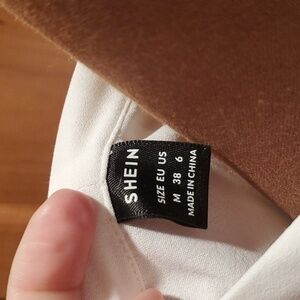 SHEIN
SIZE EU US
M 38 6
MADE IN CHINA